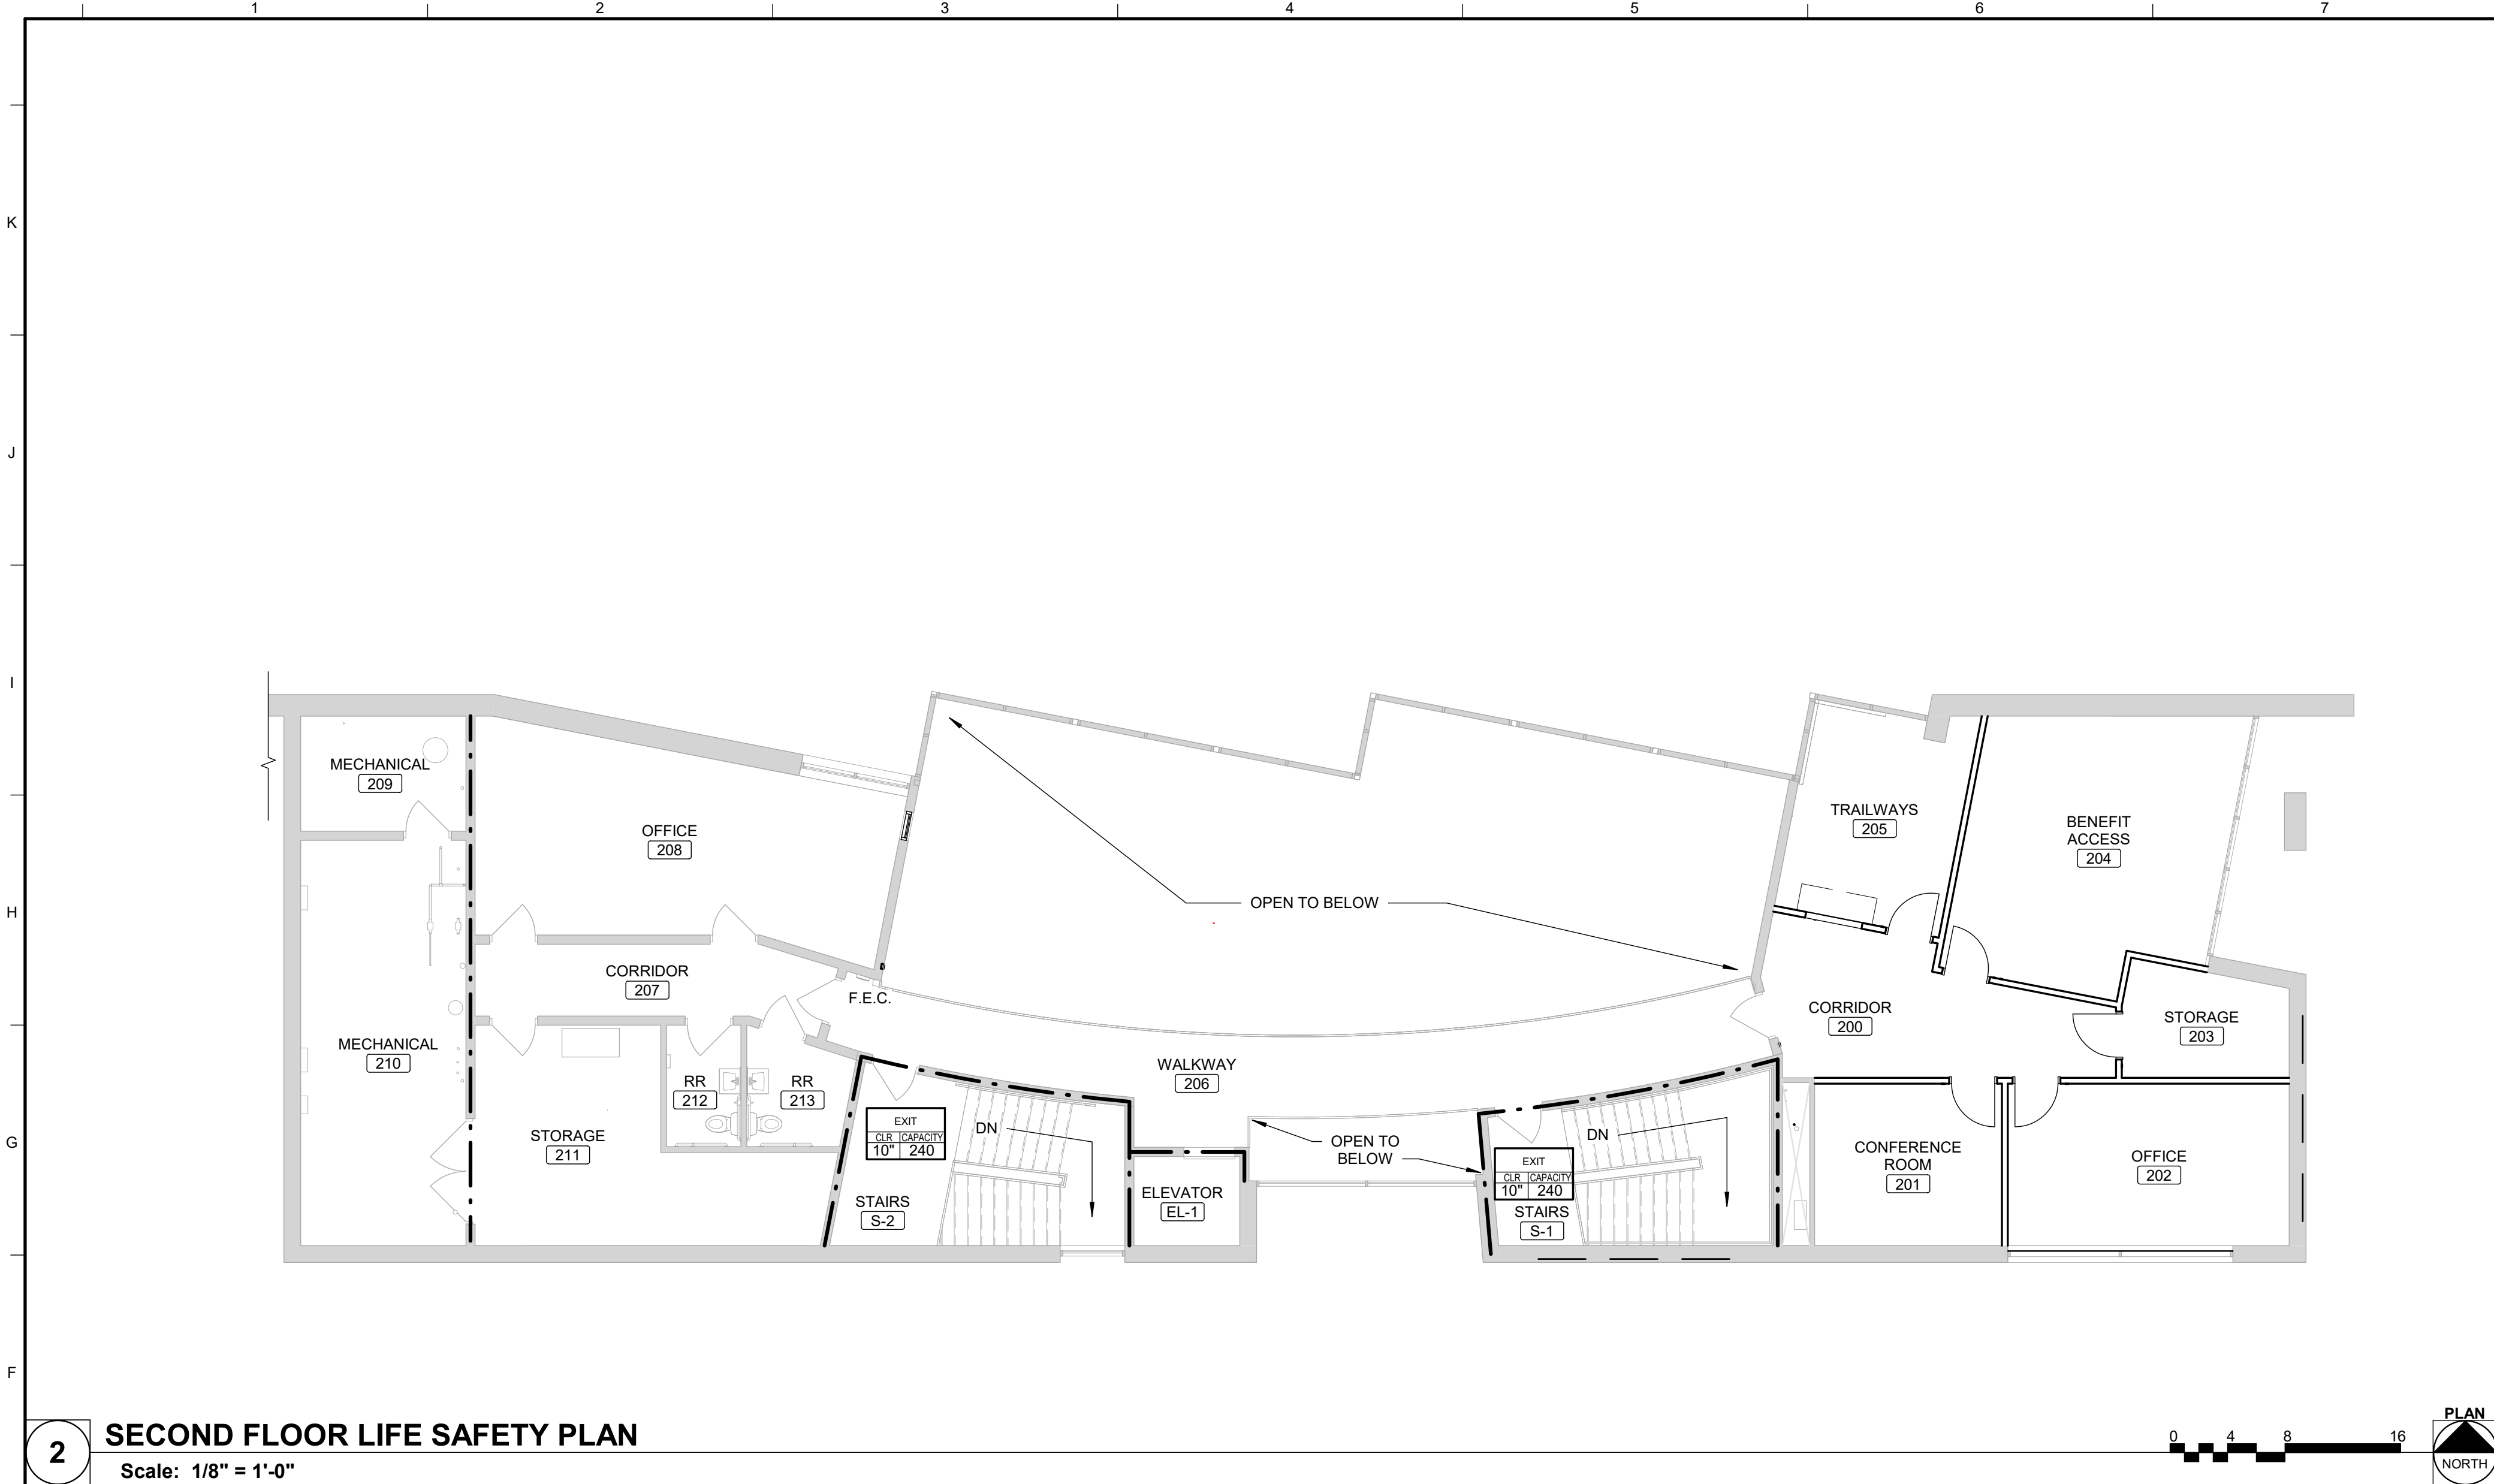 1 2 3 4 5 6 7
K
J
I
H
G
F
MECHANICAL
209
OFFICE
208
TRAILWAYS
205
BENEFIT
ACCESS
204
OPEN TO BELOW
CORRIDOR
207
F.E.C.
CORRIDOR
200
STORAGE
203
MECHANICAL
210
WALKWAY
206
RR
212
RR
213
STORAGE
211
EXIT
CLR CAPACITY
10" 240
DN
STAIRS
S-2
ELEVATOR
EL-1
OPEN TO
BELOW
EXIT
CLR CAPACITY
10" 240
DN
STAIRS
S-1
CONFERENCE
ROOM
201
OFFICE
202
2
SECOND FLOOR LIFE SAFETY PLAN
Scale: 1/8" = 1'-0"
0 4 8 16
PLAN
NORTH